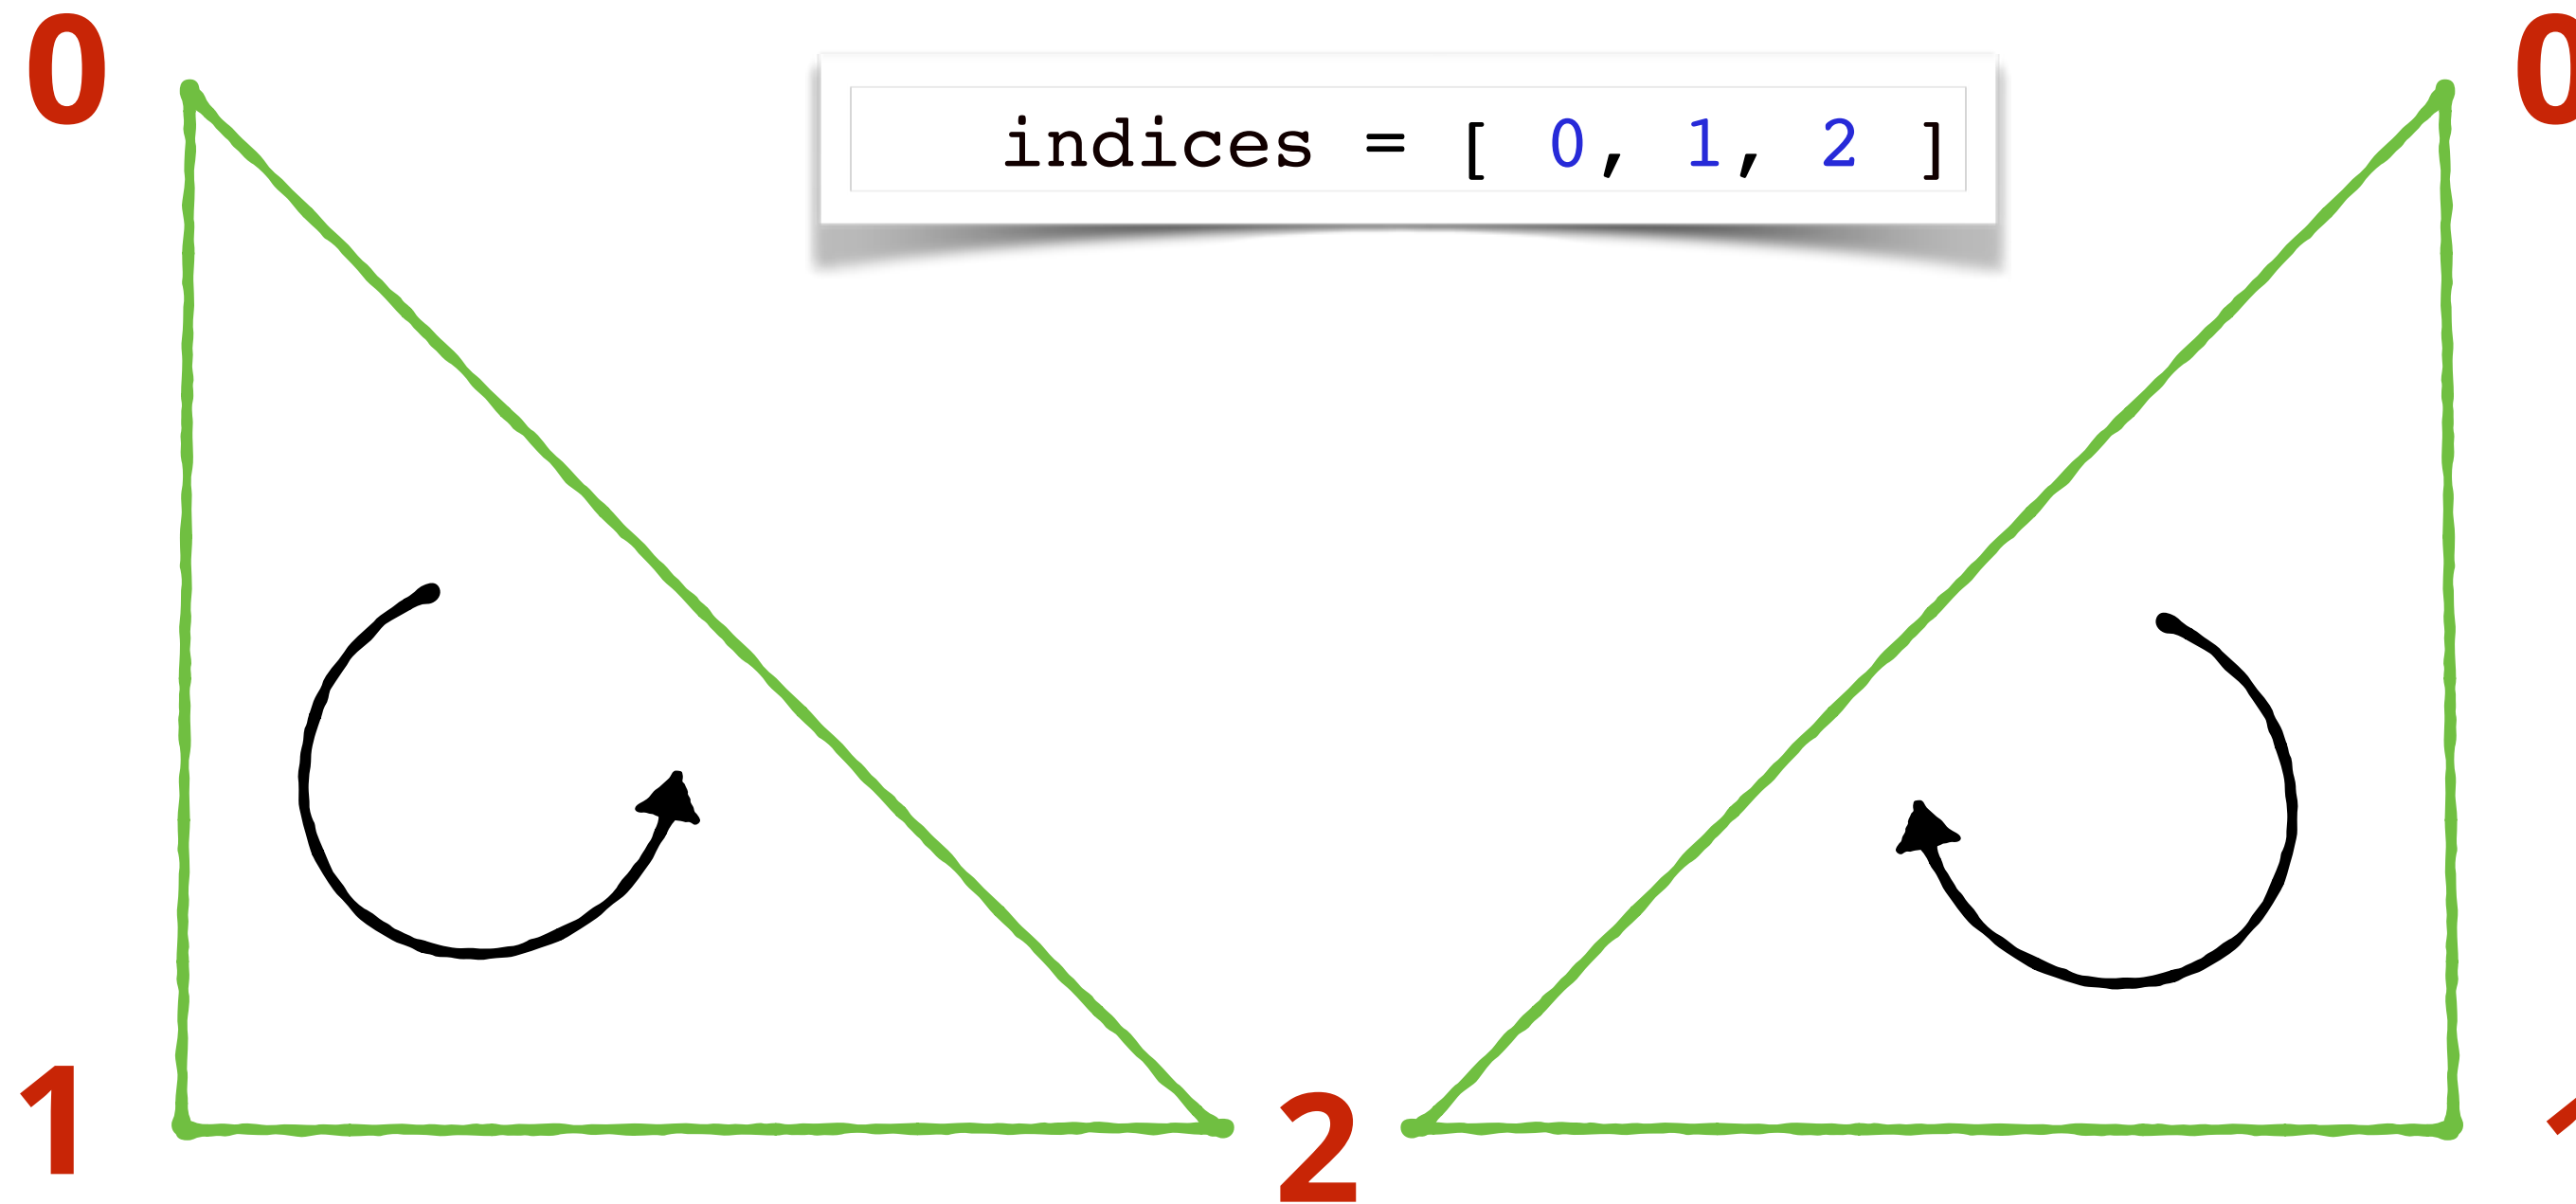 0
indices = [ 0, 1, 2 ]
0
1
2